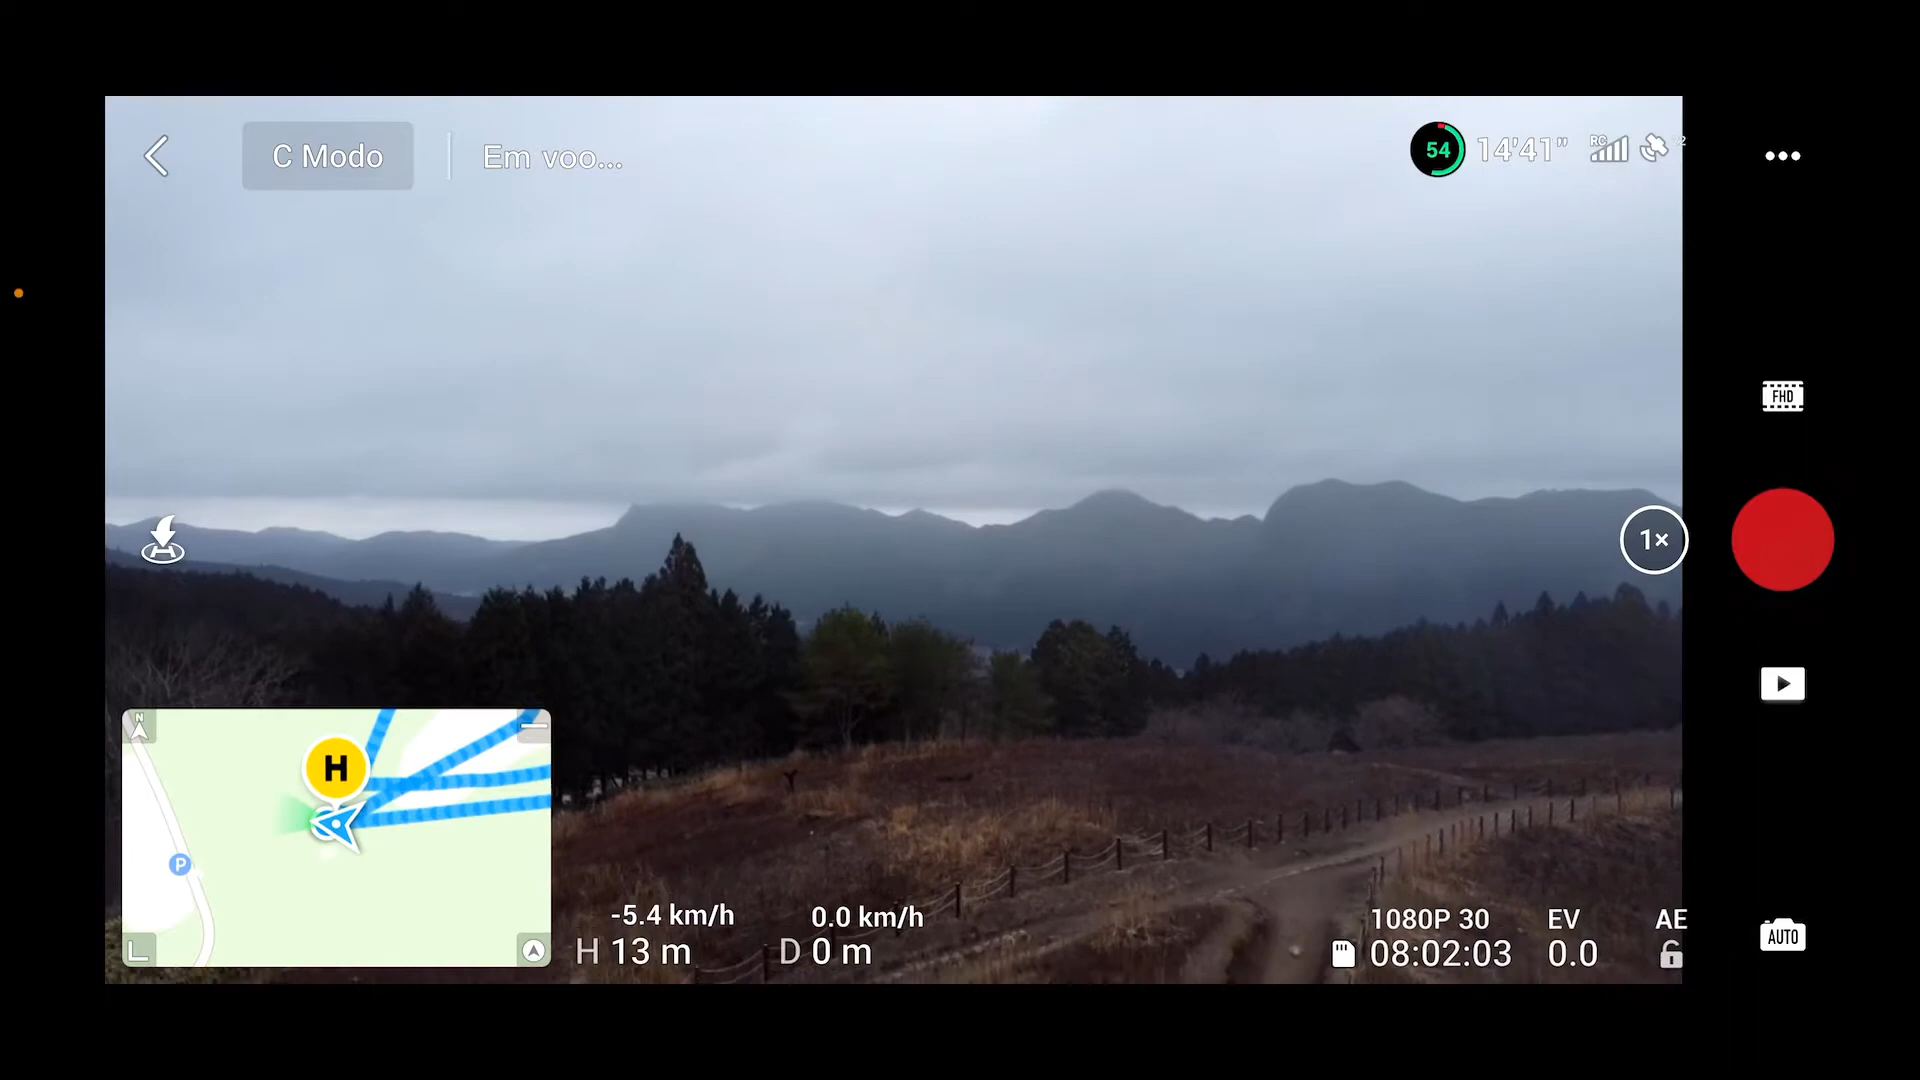 C Modo
Em voo...
54
14'41"
RC
FHD
1×
N
H
P
-5.4 km/h
0.0 km/h
H 13 m
D 0 m
1080P 30
EV
AE
08:02:03
0.0
AUTO